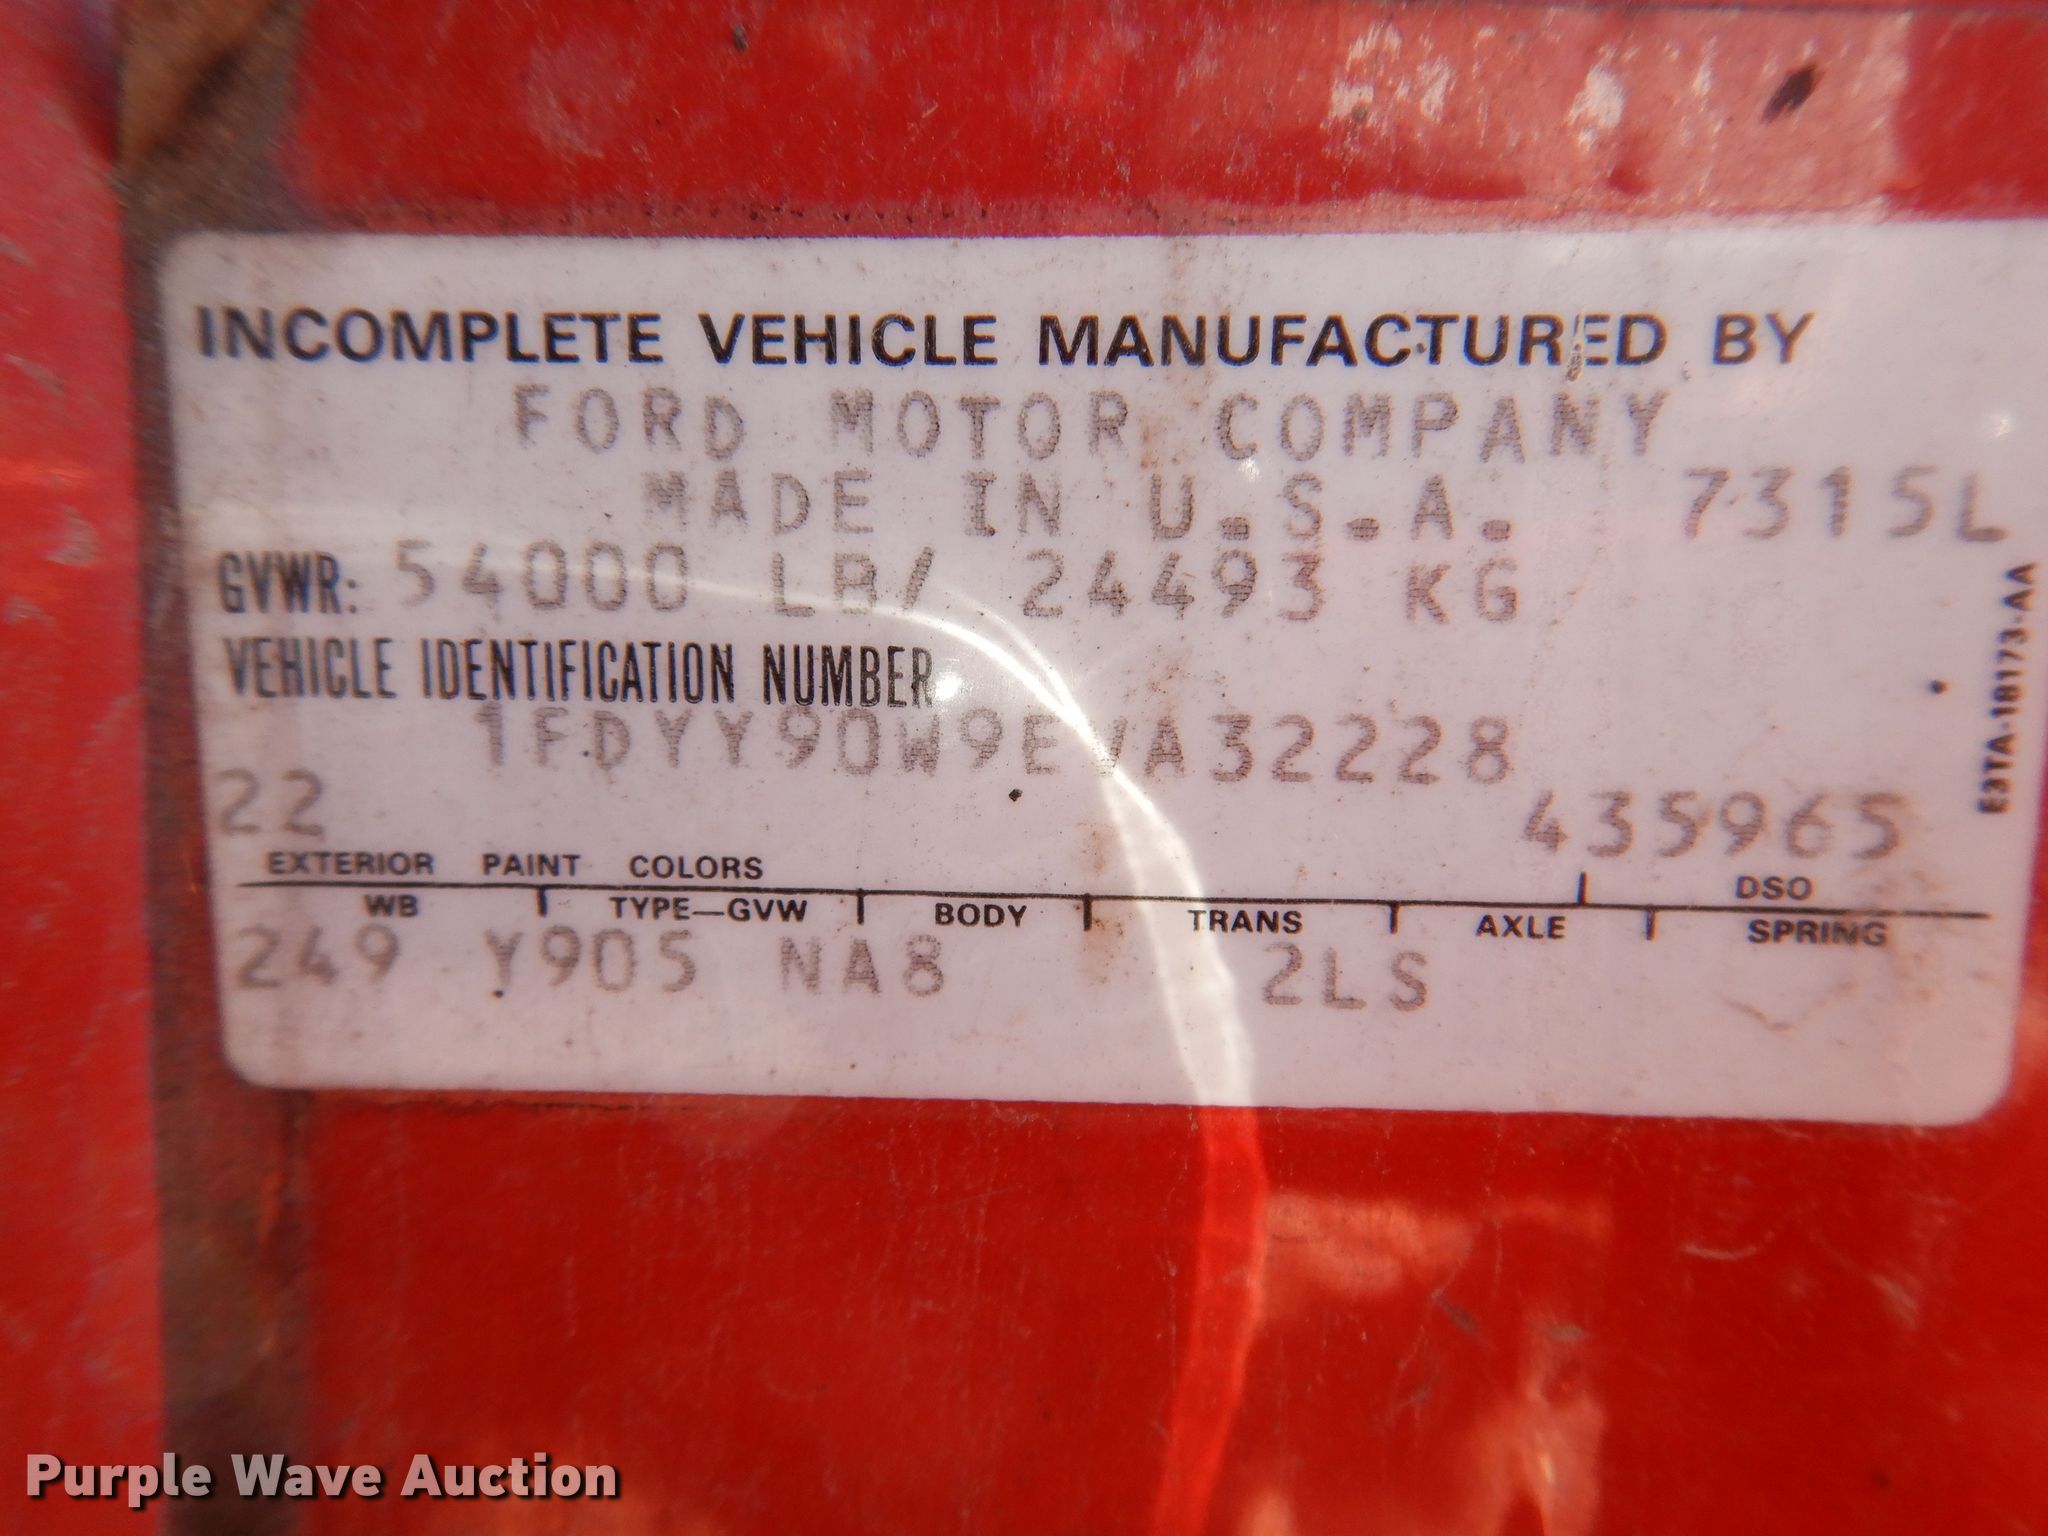 INCOMPLETE VEHICLE MANUFACTURED BY
FORD MOTOR COMPANY
MADE IN U.S.A. 7315L
GVWR: 54000 LB/ 24493 KG
VEHICLE IDENTIFICATION NUMBER
1FDYY90W9EVA32228
22
435965
EXTERIOR PAINT COLORS DSO
WB TYPE—GVW BODY TRANS AXLE SPRING
249 Y905 NA8 2LS
E3TA-18173-AA
Purple Wave Auction